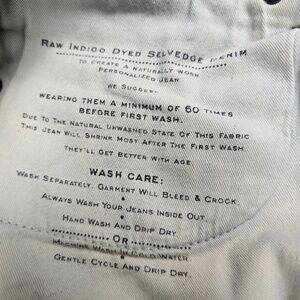 Raw Indigo Dyed Selvedge Denim
To Create A Naturally Worn
Personalized Jean
We Suggest
Wearing Them A Minimum Of 60 Times
Before First Wash.
Due To The Natural Unwashed State Of This Fabric
This Jean Will Shrink Most After The First Wash.
They'll Get Better With Age
Wash Care:
Wash Separately. Garment Will Bleed & Crock
Always Wash Your Jeans Inside Out.
Hand Wash And Drip Dry
Or
Machine Wash In Cold Water
Gentle Cycle And Drip Dry.